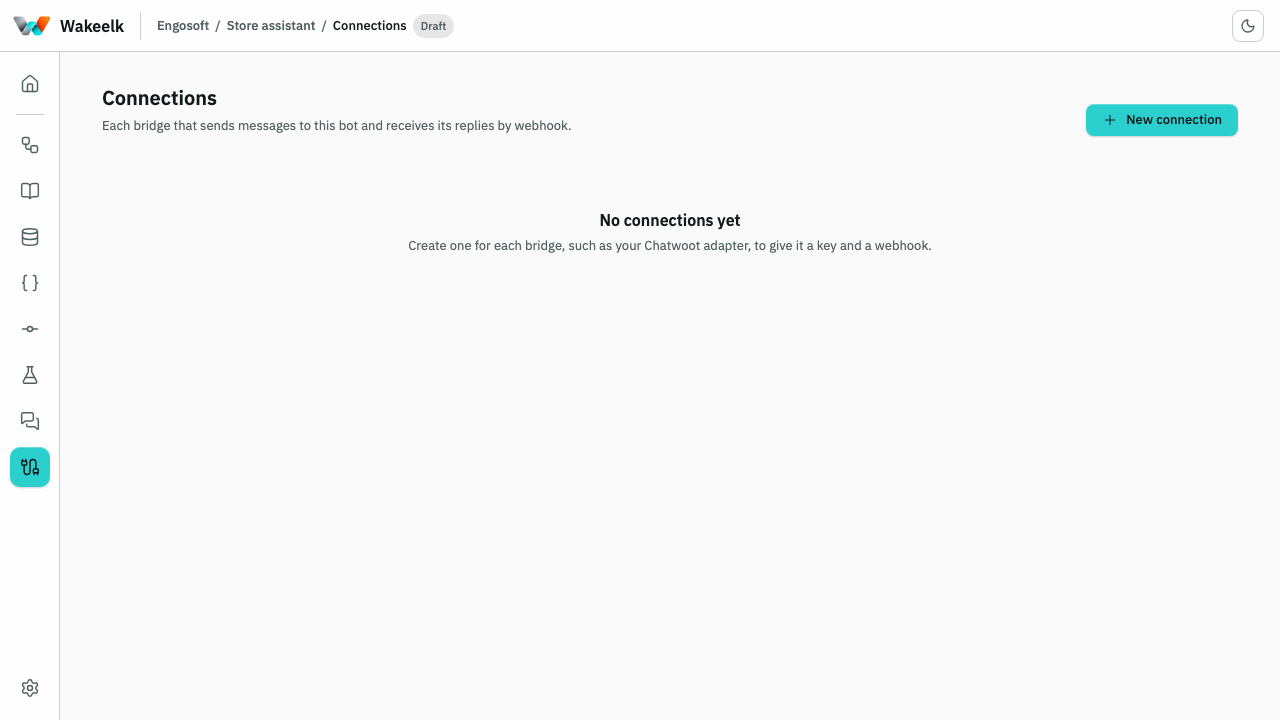 Wakeelk
Engosoft / Store assistant / Connections Draft
Connections
Each bridge that sends messages to this bot and receives its replies by webhook.
New connection
No connections yet
Create one for each bridge, such as your Chatwoot adapter, to give it a key and a webhook.